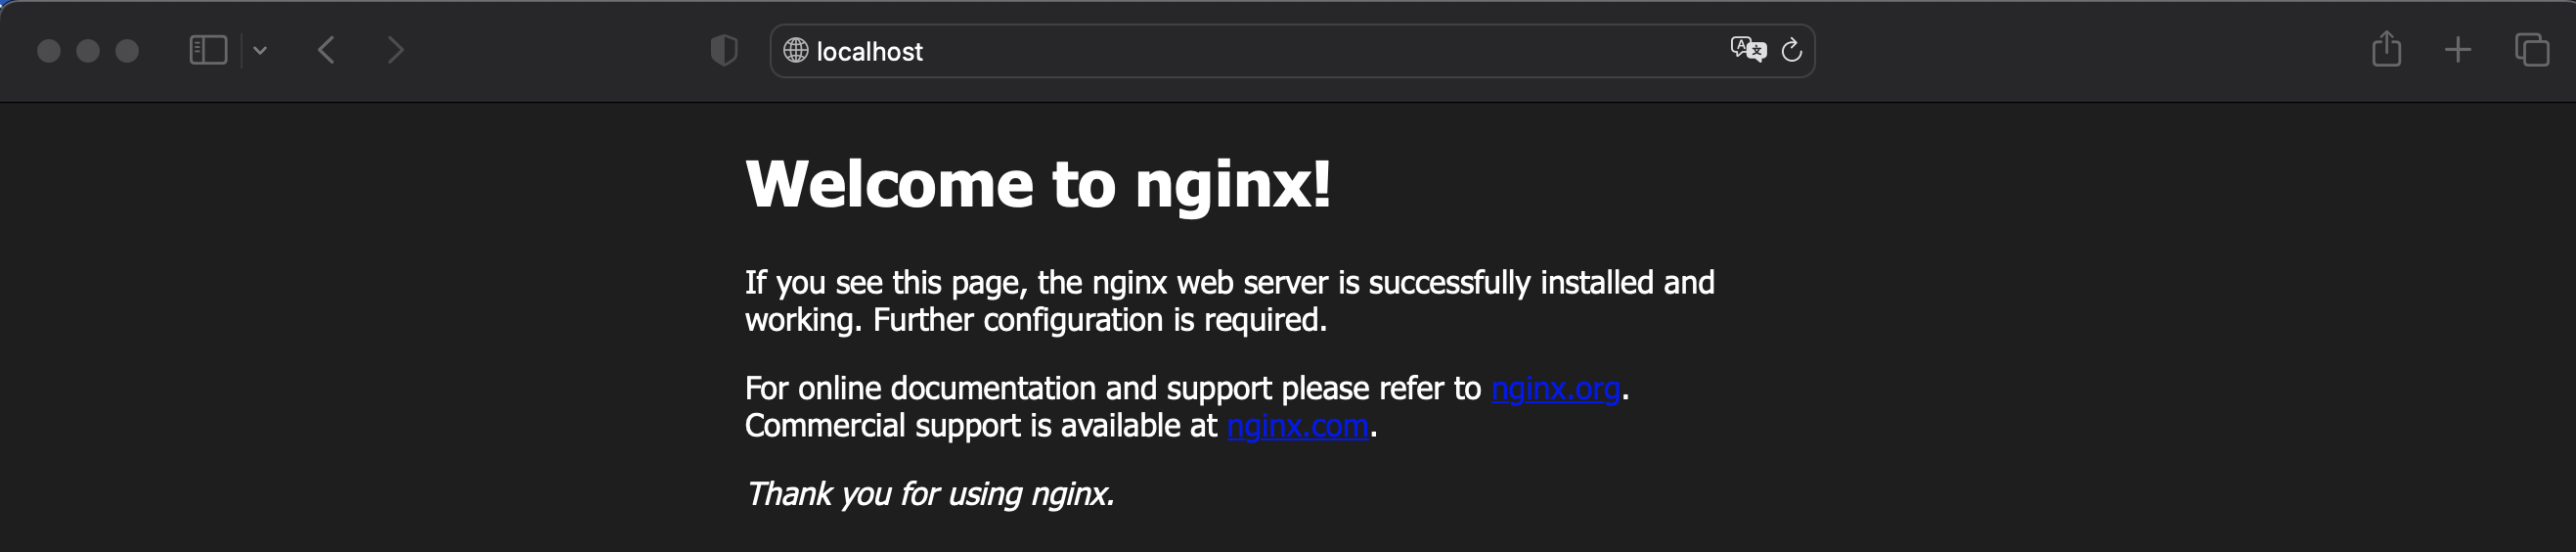 localhost
Welcome to nginx!
If you see this page, the nginx web server is successfully installed and
working. Further configuration is required.
For online documentation and support please refer to nginx.org.
Commercial support is available at nginx.com.
Thank you for using nginx.